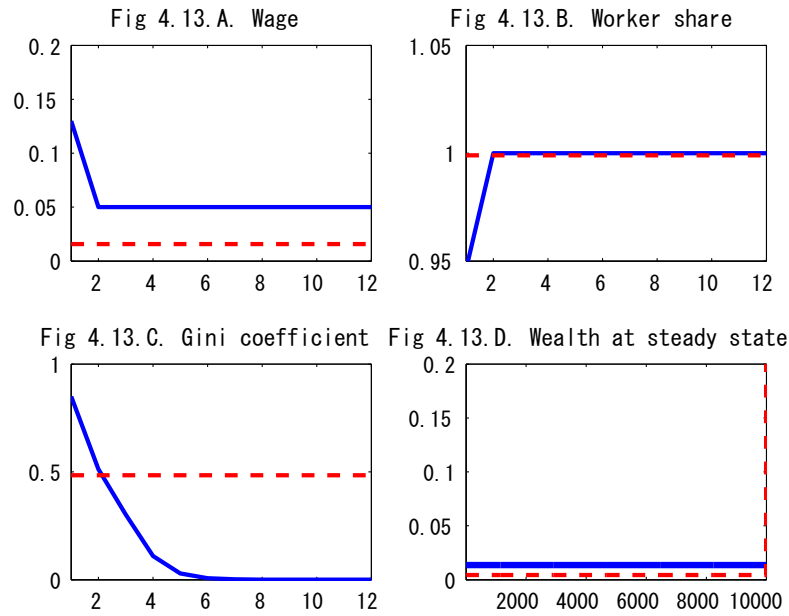 Fig 4.13.A. Wage
0.2
0.15
0.1
0.05
0
2 4 6 8 10 12
Fig 4.13.B. Worker share
1.05
1
0.95
2 4 6 8 10 12
Fig 4.13.C. Gini coefficient
1
0.5
0
2 4 6 8 10 12
Fig 4.13.D. Wealth at steady state
0.2
0.15
0.1
0.05
0
2000 4000 6000 8000 10000